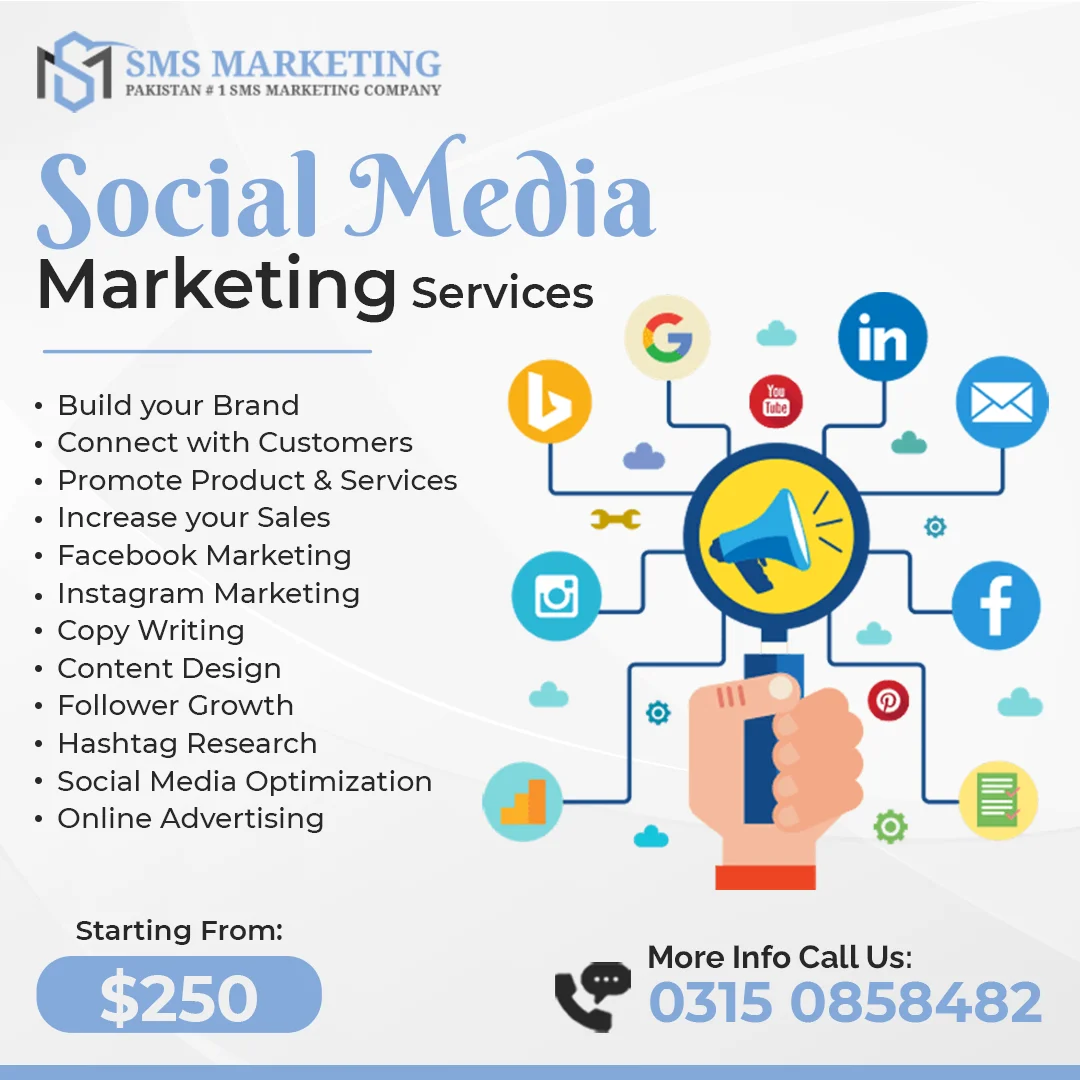 SMS MARKETING
PAKISTAN # 1 SMS MARKETING COMPANY
Social Media
Marketing Services
• Build your Brand
• Connect with Customers
• Promote Product & Services
• Increase your Sales
• Facebook Marketing
• Instagram Marketing
• Copy Writing
• Content Design
• Follower Growth
• Hashtag Research
• Social Media Optimization
• Online Advertising
G
in
You
Tube
f
Starting From:
$250
More Info Call Us:
0315 0858482